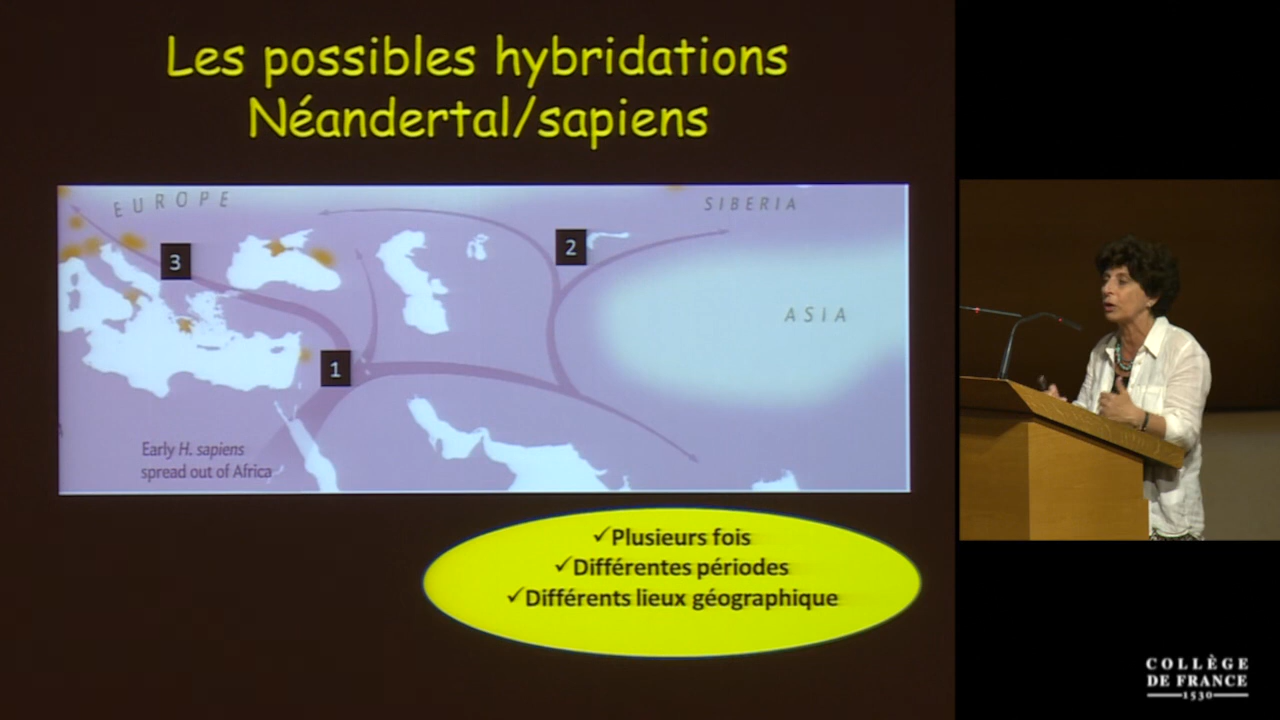 Les possibles hybridations
Néandertal/sapiens
EUROPE
SIBERIA
3
2
ASIA
1
Early H. sapiens
spread out of Africa
✓Plusieurs fois
✓Différentes périodes
✓Différents lieux géographique
COLLÈGE
DE FRANCE
1530